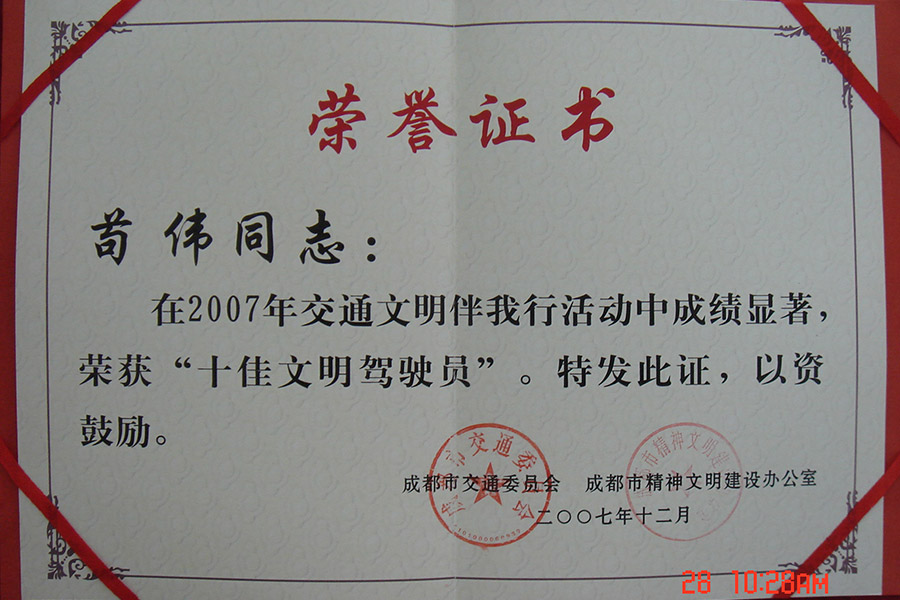 荣誉证书
苟伟同志：
在2007年交通文明伴我行活动中成绩显著，
荣获“十佳文明驾驶员”。特发此证，以资
鼓励。
成都市交通委员会 成都市精神文明建设办公室
二〇〇七年十二月
28 10:28AM